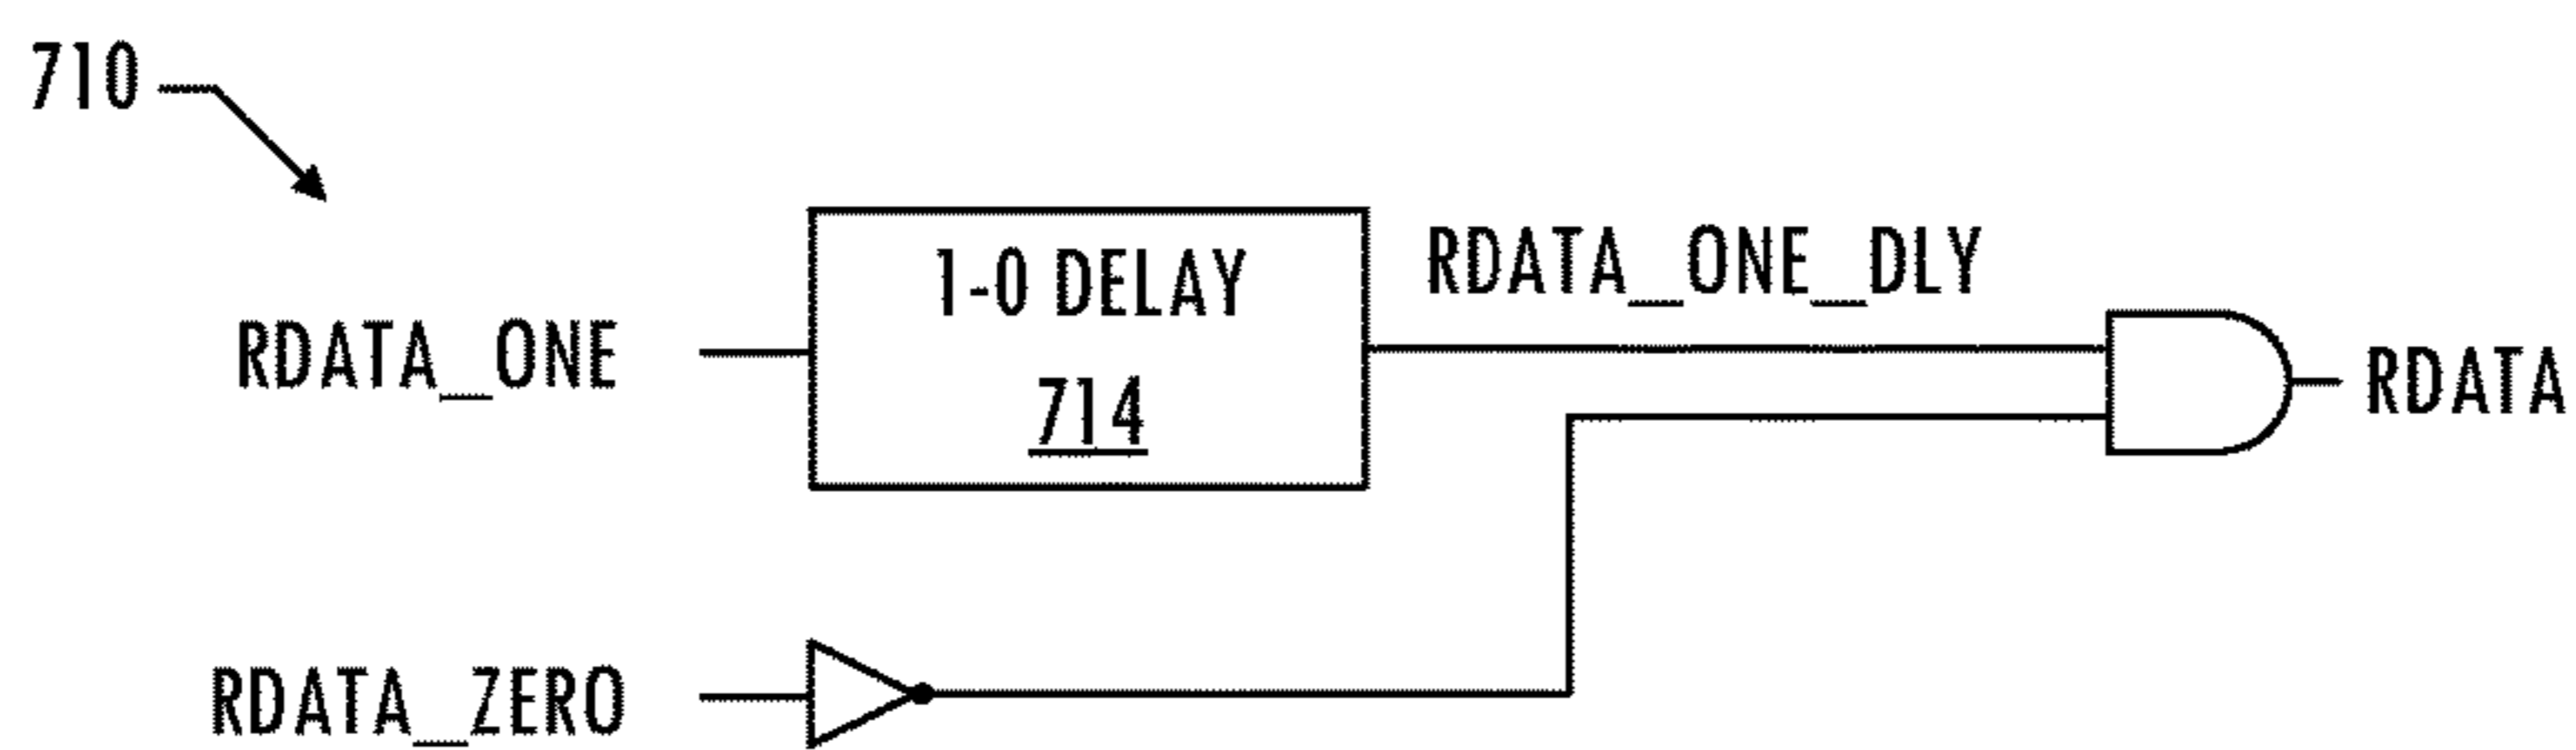 710
1-0 DELAY
714
RDATA_ONE_DLY
RDATA_ONE
RDATA
RDATA_ZERO